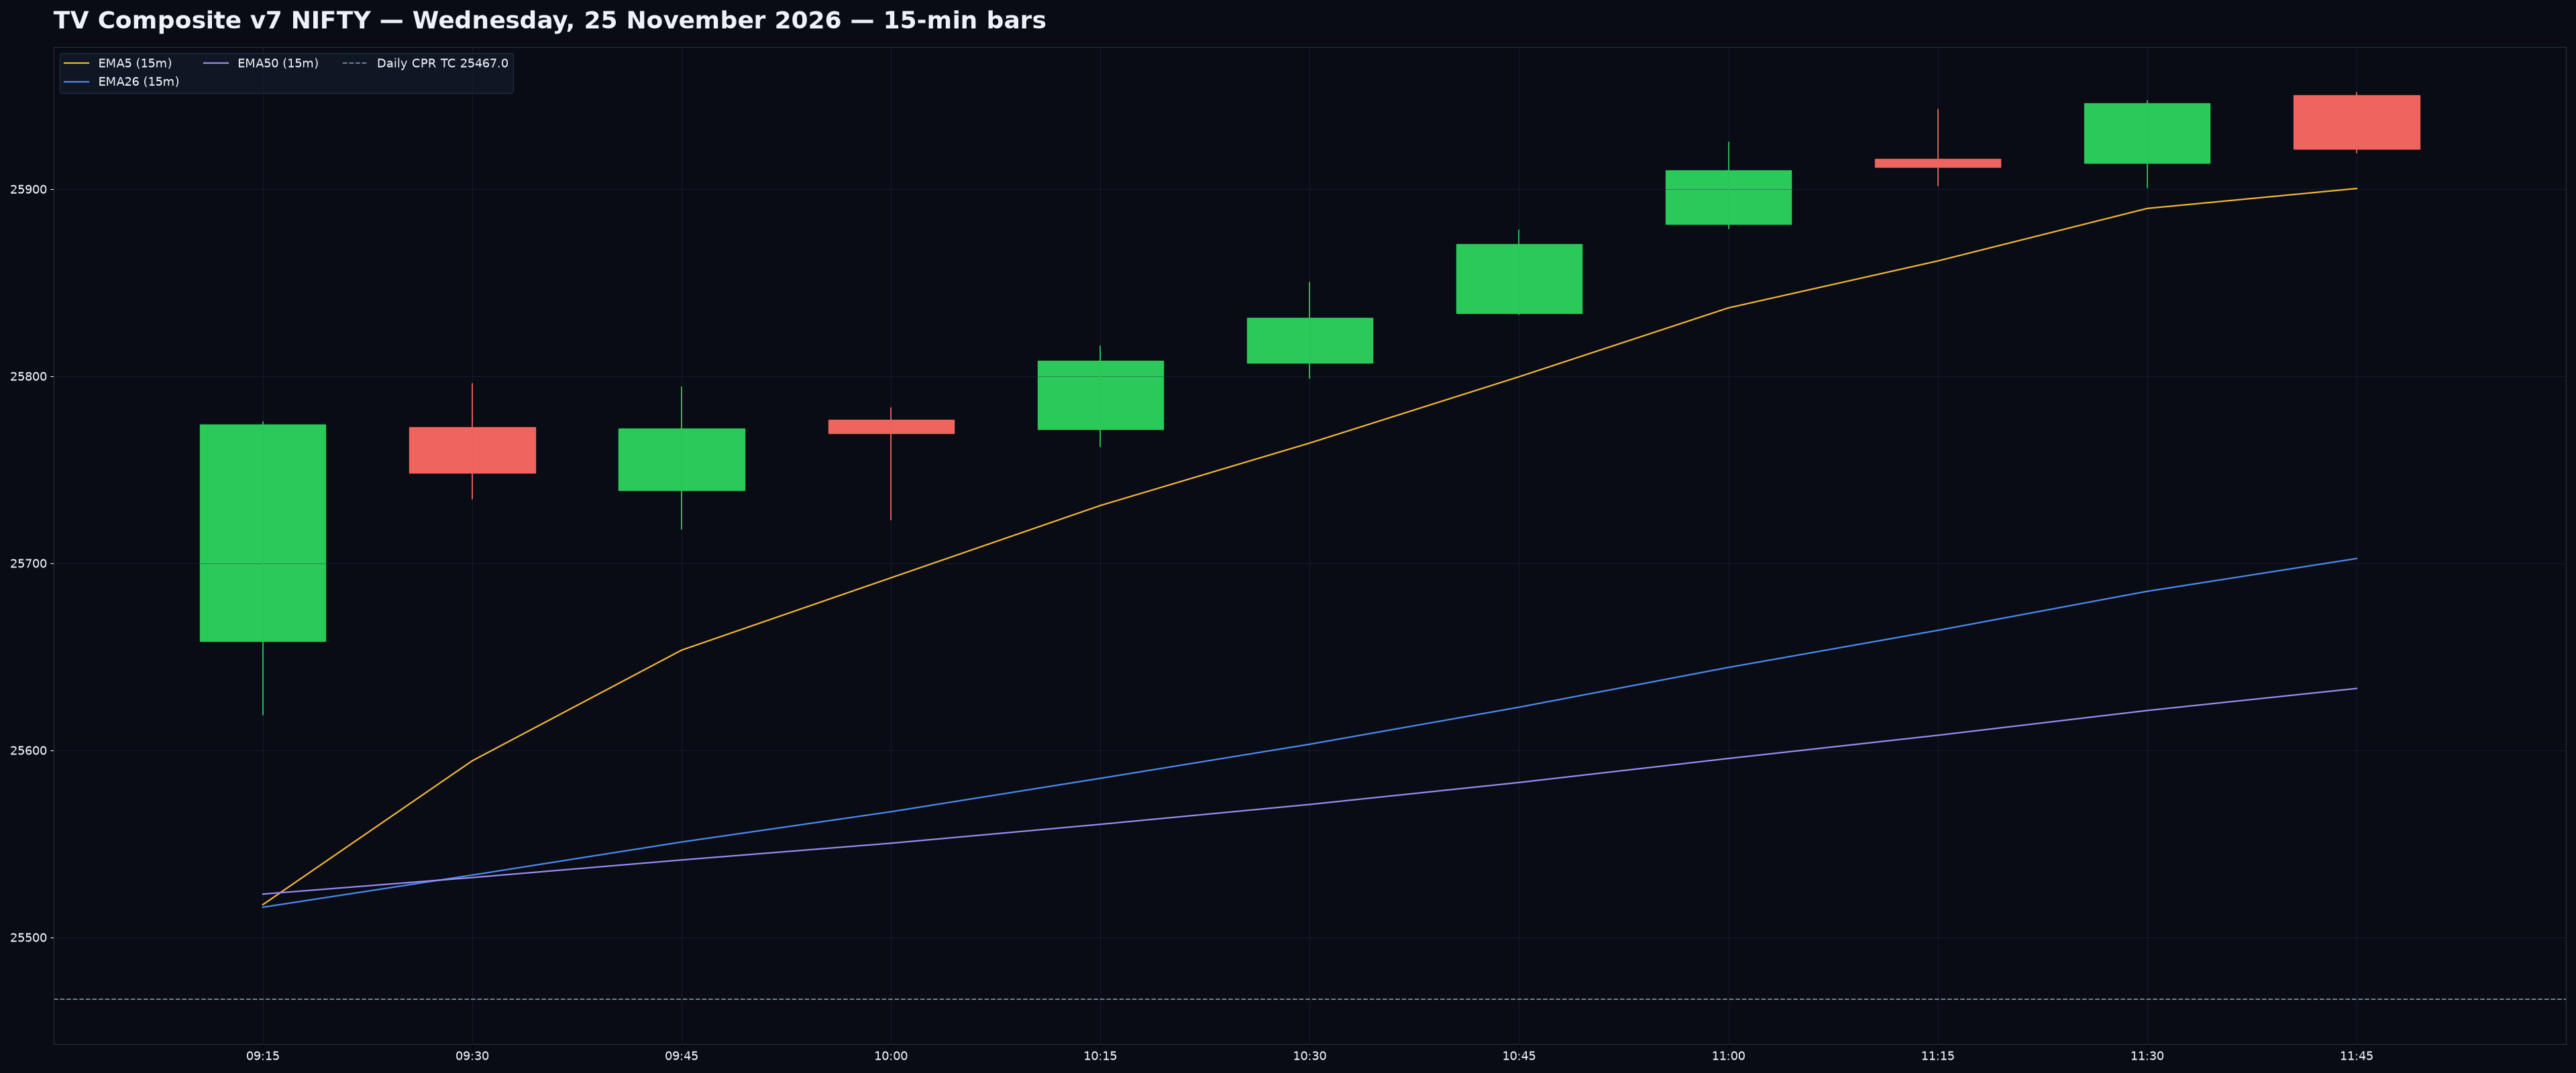 TV Composite v7 NIFTY — Wednesday, 25 November 2026 — 15-min bars
EMA5 (15m) EMA50 (15m) Daily CPR TC 25467.0
EMA26 (15m)
25900
25800
25700
25600
25500
09:15 09:30 09:45 10:00 10:15 10:30 10:45 11:00 11:15 11:30 11:45